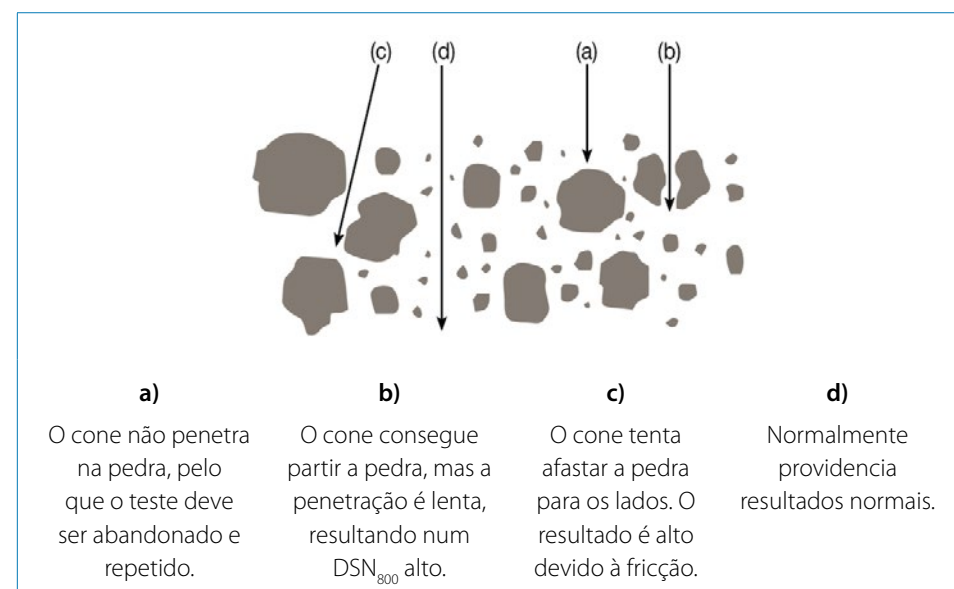 (c) (d) (a) (b)
a)
O cone não penetra
na pedra, pelo
que o teste deve
ser abandonado e
repetido.
b)
O cone consegue
partir a pedra, mas a
penetração é lenta,
resultando num
DSN800 alto.
c)
O cone tenta
afastar a pedra
para os lados. O
resultado é alto
devido à fricção.
d)
Normalmente
providencia
resultados normais.